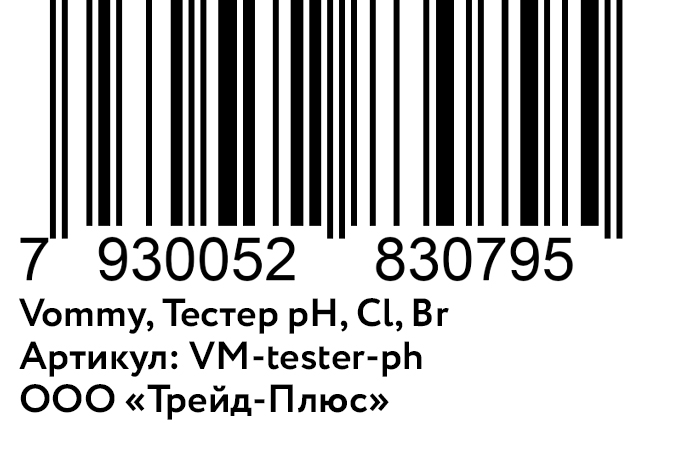 7 930052 830795
Vommy, Тестер pH, Cl, Br
Артикул: VM-tester-ph
ООО «Трейд-Плюс»